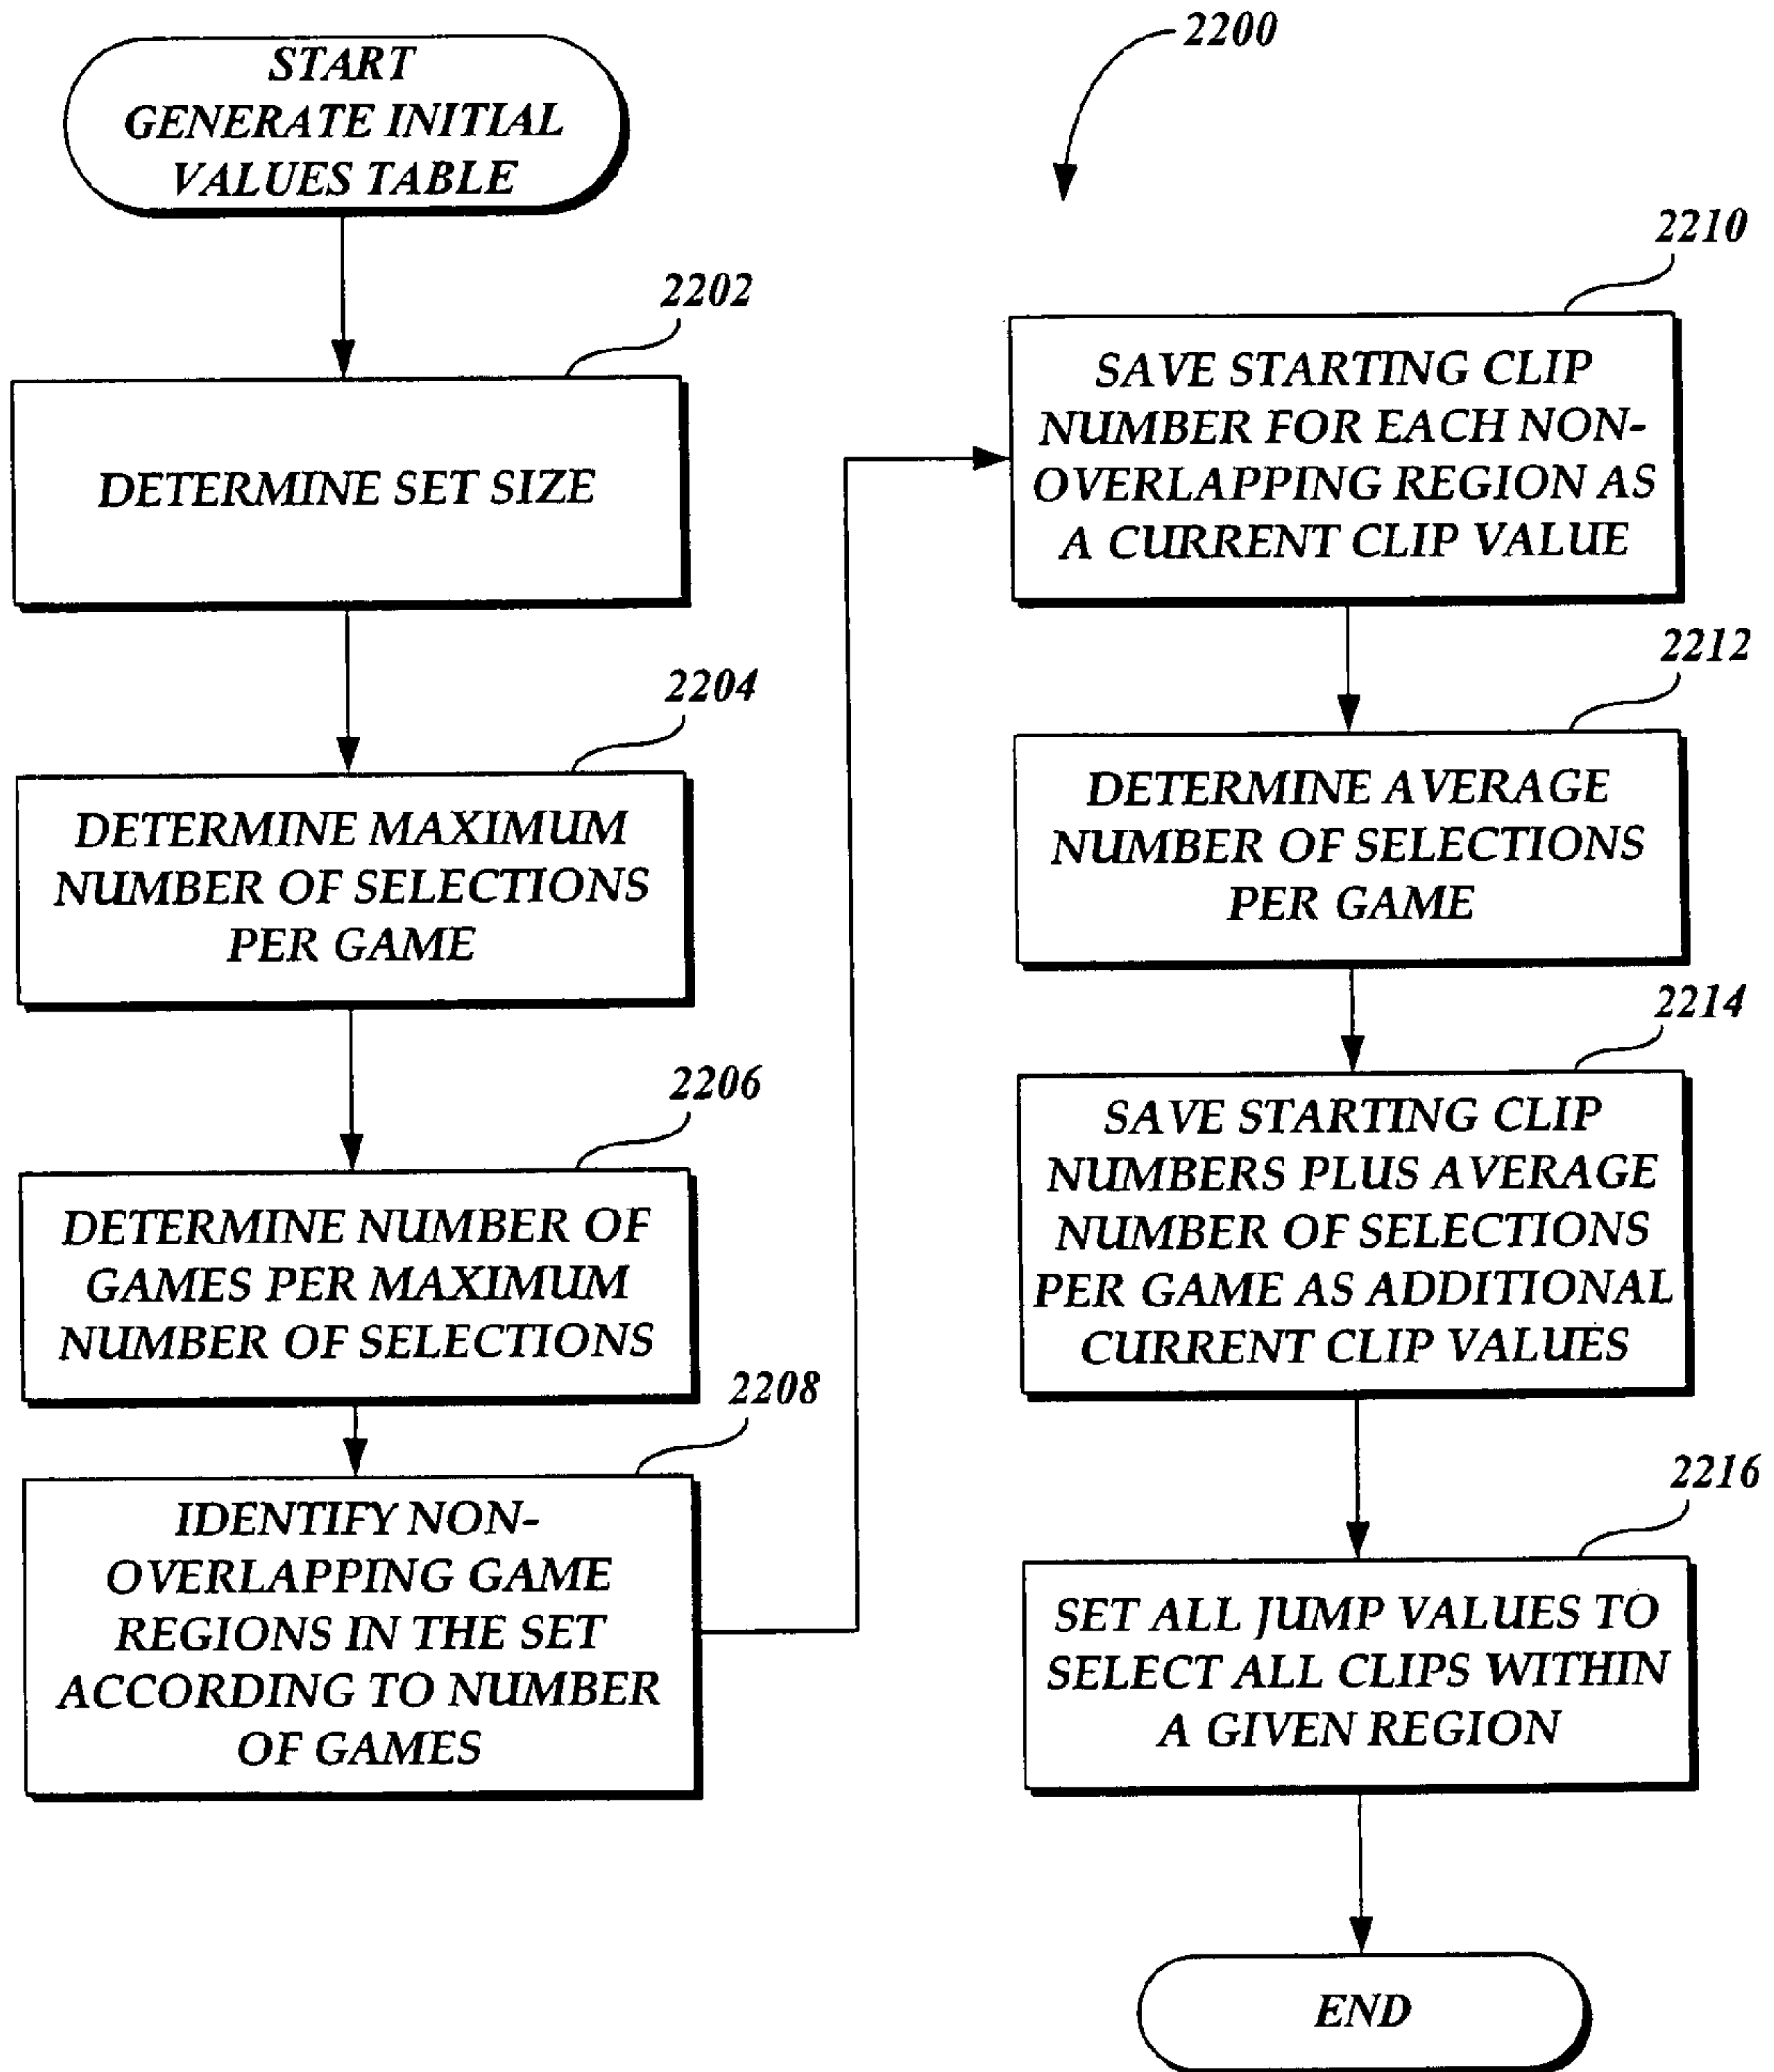 START
GENERATE INITIAL
VALUES TABLE
2202
DETERMINE SET SIZE
2204
DETERMINE MAXIMUM
NUMBER OF SELECTIONS
PER GAME
2206
DETERMINE NUMBER OF
GAMES PER MAXIMUM
NUMBER OF SELECTIONS
2208
IDENTIFY NON-
OVERLAPPING GAME
REGIONS IN THE SET
ACCORDING TO NUMBER
OF GAMES
2200
2210
SAVE STARTING CLIP
NUMBER FOR EACH NON-
OVERLAPPING REGION AS
A CURRENT CLIP VALUE
2212
DETERMINE AVERAGE
NUMBER OF SELECTIONS
PER GAME
2214
SAVE STARTING CLIP
NUMBERS PLUS AVERAGE
NUMBER OF SELECTIONS
PER GAME AS ADDITIONAL
CURRENT CLIP VALUES
2216
SET ALL JUMP VALUES TO
SELECT ALL CLIPS WITHIN
A GIVEN REGION
END